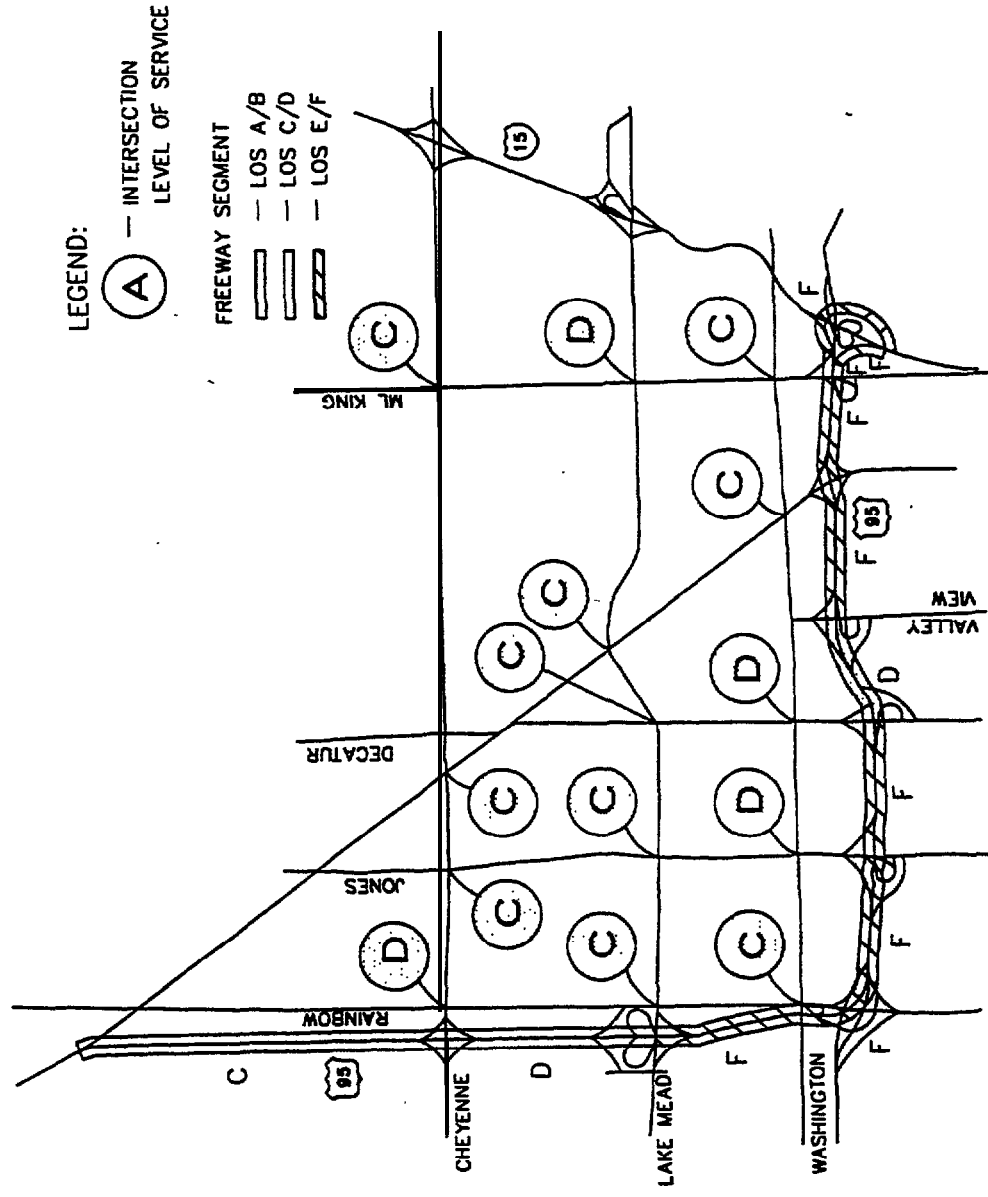 LEGEND:
A
— INTERSECTION
LEVEL OF SERVICE
FREEWAY SEGMENT
— LOS A/B
— LOS C/D
— LOS E/F
15
C
ML KING
D
C
F
F
F
F
C
95
F
C
C
VALLEY
VIEW
D
D
DECATUR
C
C
D
F
JONES
C
D
C
C
F
RAINBOW
C
95
D
F
F
CHEYENNE
LAKE MEAD
WASHINGTON